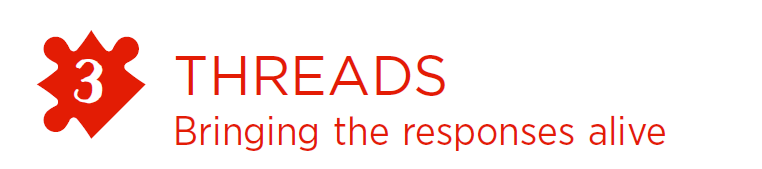 3
THREADS
Bringing the responses alive